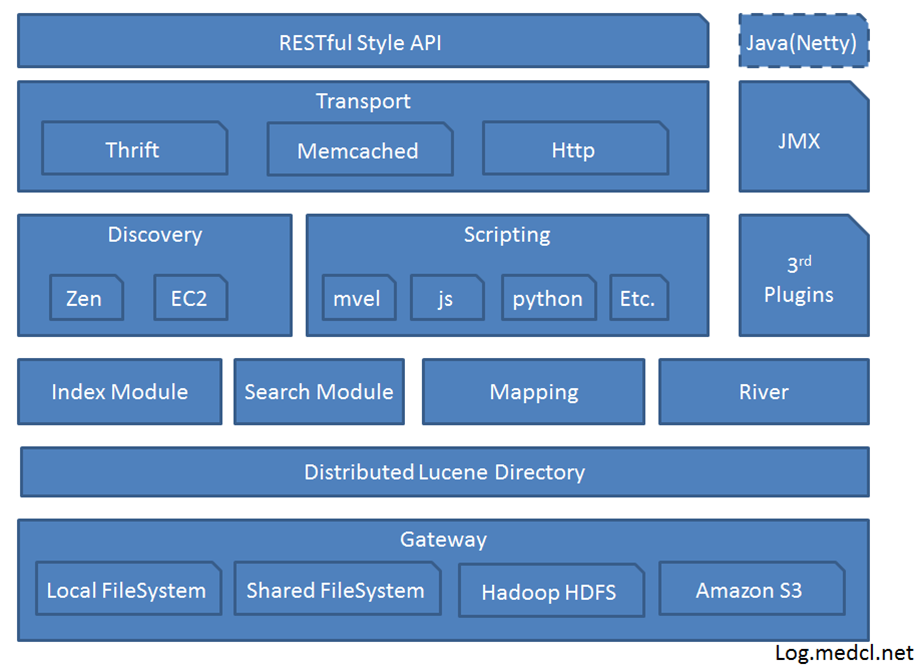 RESTful Style API
Java(Netty)
Transport
Thrift
Memcached
Http
JMX
Discovery
Zen
EC2
Scripting
mvel
js
python
Etc.
3rd
Plugins
Index Module
Search Module
Mapping
River
Distributed Lucene Directory
Gateway
Local FileSystem
Shared FileSystem
Hadoop HDFS
Amazon S3
Log.medcl.net